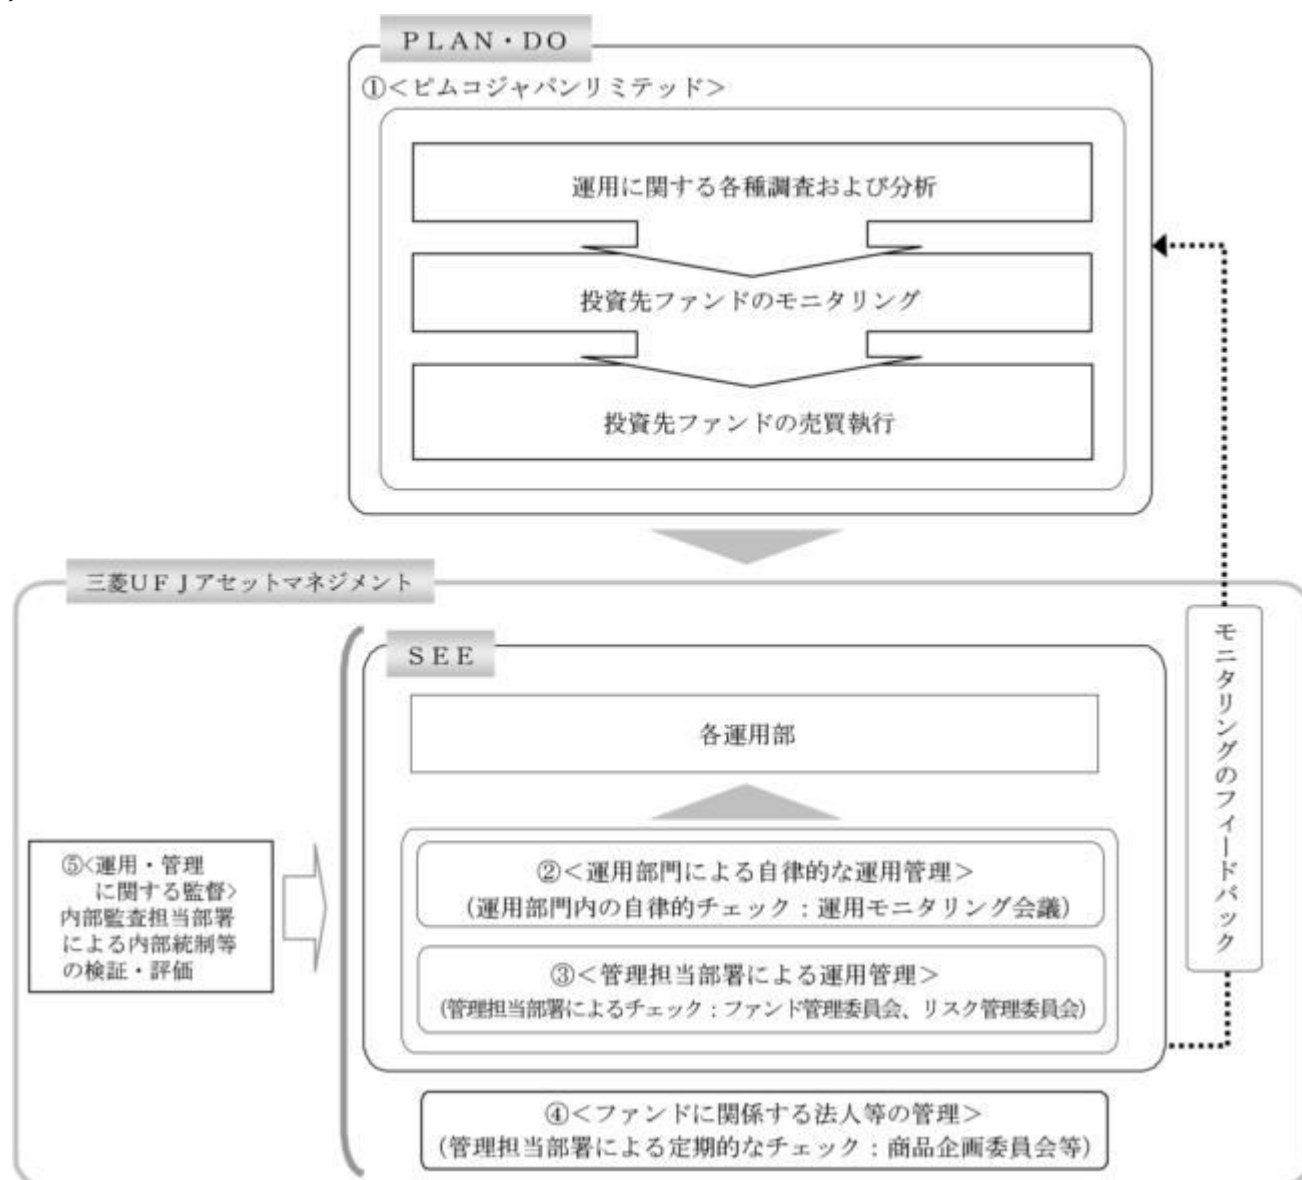 ＰＬＡＮ・ＤＯ
①＜ピムコジャパンリミテッド＞
運用に関する各種調査および分析
投資先ファンドのモニタリング
投資先ファンドの売買執行
三菱ＵＦＪアセットマネジメント
ＳＥＥ
各運用部
②＜運用部門による自律的な運用管理＞
（運用部門内の自律的チェック：運用モニタリング会議）
③＜管理担当部署による運用管理＞
（管理担当部署によるチェック：ファンド管理委員会、リスク管理委員会）
④＜ファンドに関係する法人等の管理＞
（管理担当部署による定期的なチェック：商品企画委員会等）
⑤<運用・管理
に関する監督>
内部監査担当部署
による内部統制等
の検証・評価
モニタリングのフィードバック